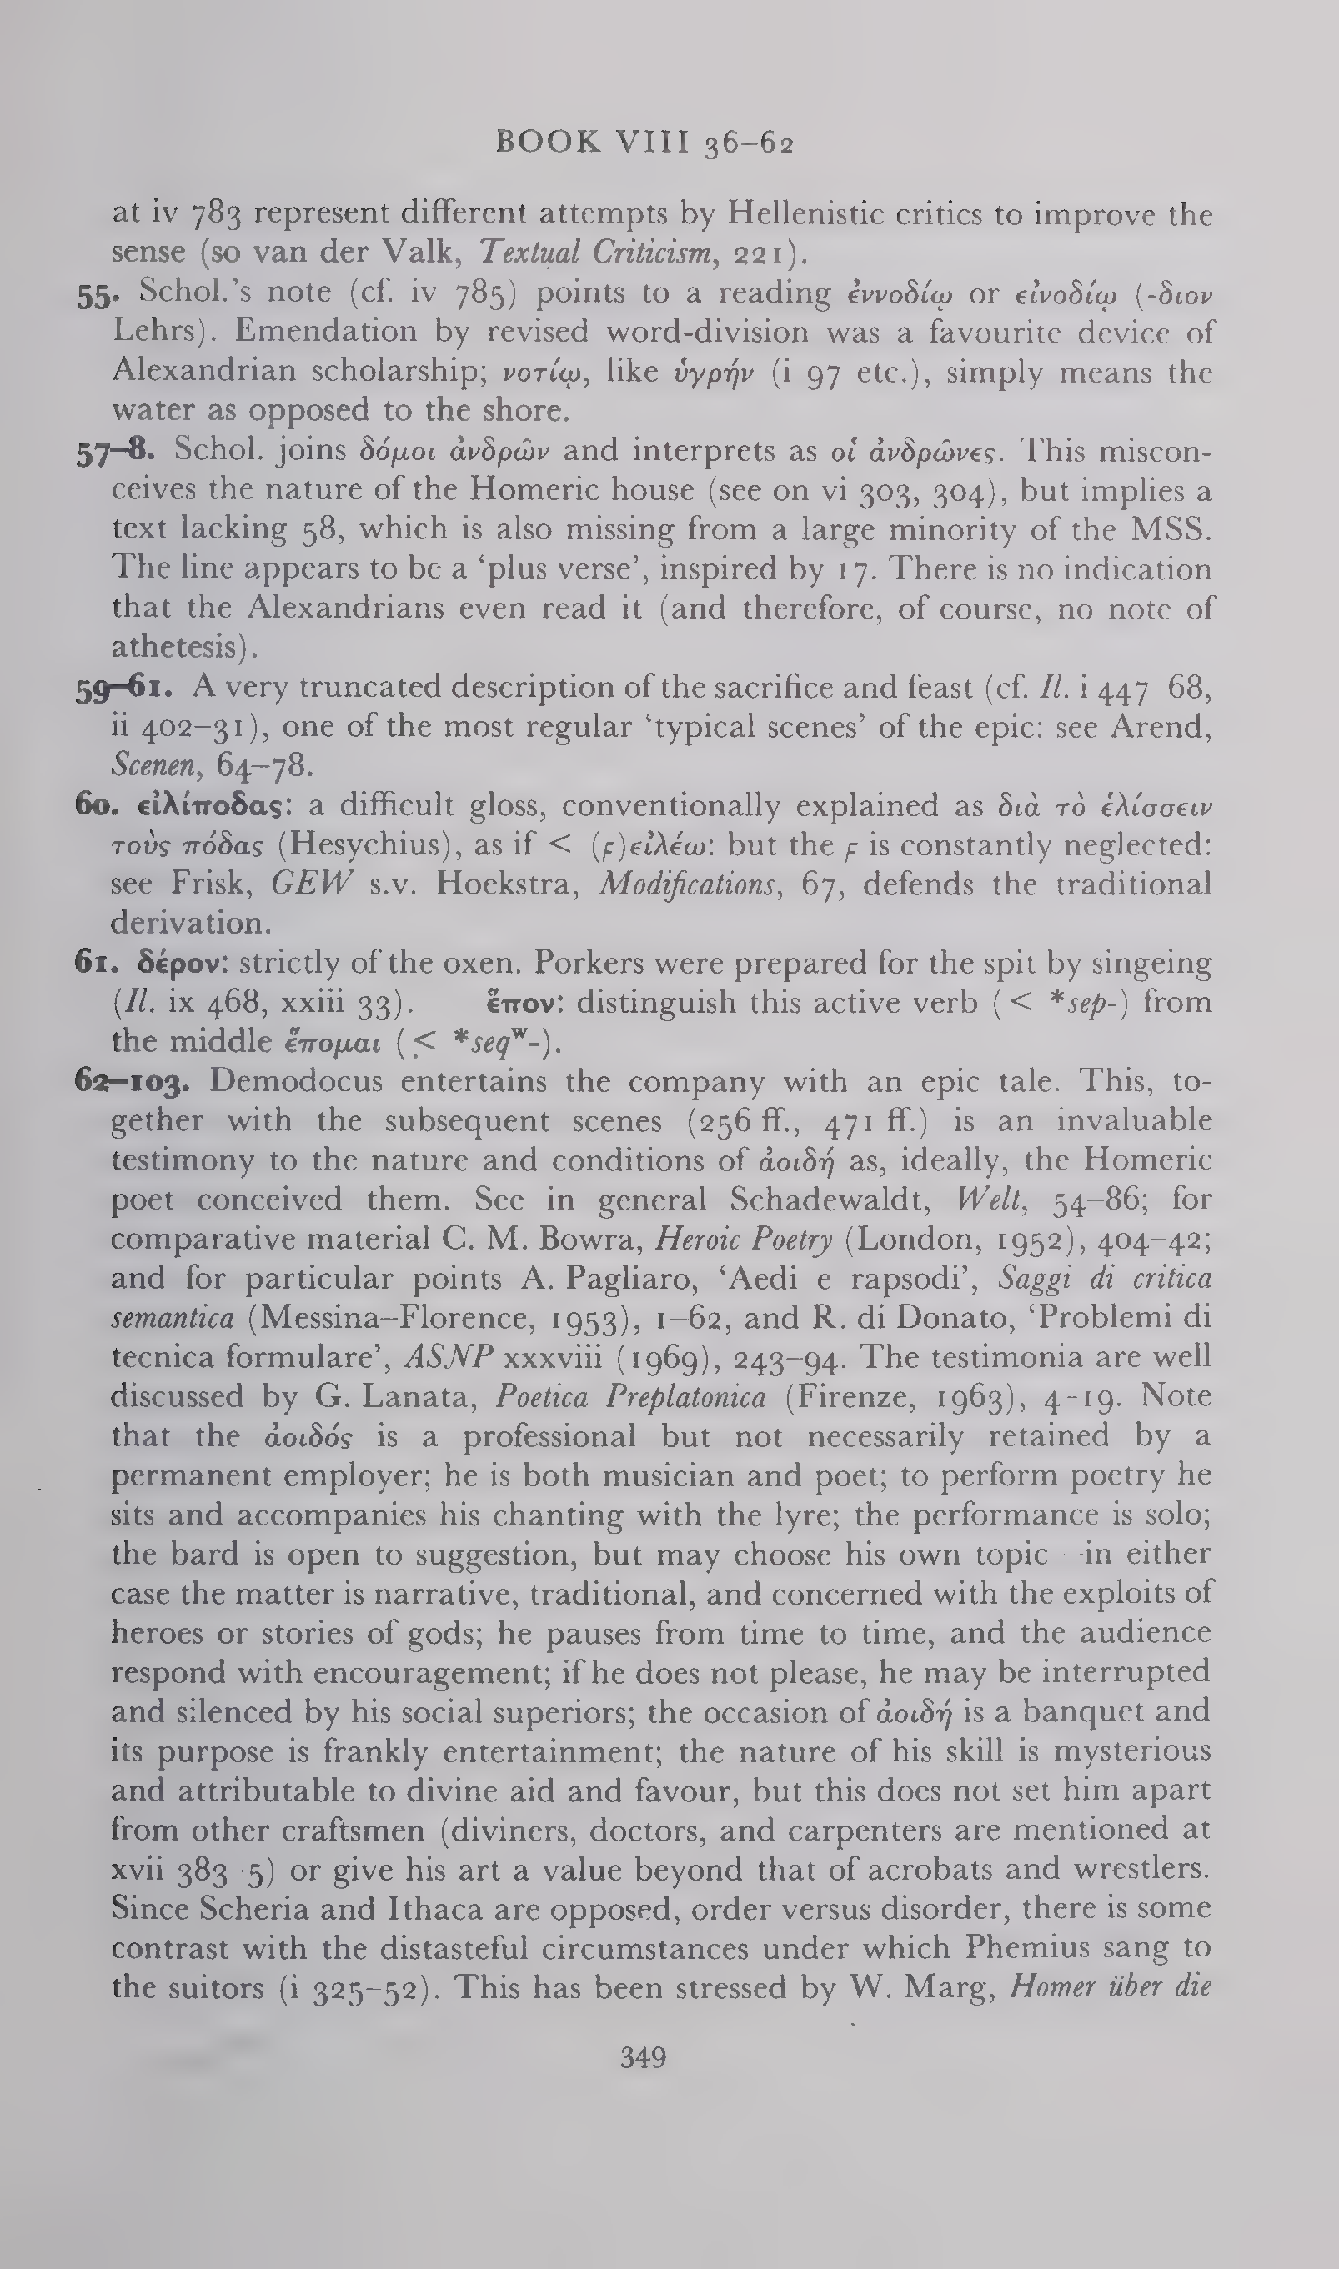 BOOK VIII 36–62
at iv 783 represent different attempts by Hellenistic critics to improve the
sense (so van der Valk, Textual Criticism, 221).
55. Schol.’s note (cf. iv 785) points to a reading ἐννοδίῳ or εἰνοδίῳ (-διον
Lehrs). Emendation by revised word-division was a favourite device of
Alexandrian scholarship; νοτίῳ, like ὑγρήν (i 97 etc.), simply means the
water as opposed to the shore.
57–8. Schol. joins δόμοι ἀνδρῶν and interprets as οἱ ἀνδρῶνες. This miscon-
ceives the nature of the Homeric house (see on vi 303, 304), but implies a
text lacking 58, which is also missing from a large minority of the MSS.
The line appears to be a ‘plus verse’, inspired by 17. There is no indication
that the Alexandrians even read it (and therefore, of course, no note of
athetesis).
59–61. A very truncated description of the sacrifice and feast (cf. Il. i 447–68,
ii 402–31), one of the most regular ‘typical scenes’ of the epic: see Arend,
Scenen, 64–78.
60. εἰλίποδας: a difficult gloss, conventionally explained as διὰ τὸ ἑλίσσειν
τοὺς πόδας (Hesychius), as if < (ϝ)ειλέω: but the ϝ is constantly neglected:
see Frisk, GEW s.v. Hoekstra, Modifications, 67, defends the traditional
derivation.
61. δέρον: strictly of the oxen. Porkers were prepared for the spit by singeing
(Il. ix 468, xxiii 33). ἕπον: distinguish this active verb (< *sep-) from
the middle ἕπομαι (< *seqʷ-).
62–103. Demodocus entertains the company with an epic tale. This, to-
gether with the subsequent scenes (256 ff., 471 ff.) is an invaluable
testimony to the nature and conditions of ἀοιδή as, ideally, the Homeric
poet conceived them. See in general Schadewaldt, Welt, 54–86; for
comparative material C. M. Bowra, Heroic Poetry (London, 1952), 404–42;
and for particular points A. Pagliaro, ‘Aedi e rapsodi’, Saggi di critica
semantica (Messina–Florence, 1953), 1–62, and R. di Donato, ‘Problemi di
tecnica formulare’, ASNP xxxviii (1969), 243–94. The testimonia are well
discussed by G. Lanata, Poetica Preplatonica (Firenze, 1963), 4–19. Note
that the ἀοιδός is a professional but not necessarily retained by a
permanent employer; he is both musician and poet; to perform poetry he
sits and accompanies his chanting with the lyre; the performance is solo;
the bard is open to suggestion, but may choose his own topic—in either
case the matter is narrative, traditional, and concerned with the exploits of
heroes or stories of gods; he pauses from time to time, and the audience
respond with encouragement; if he does not please, he may be interrupted
and silenced by his social superiors; the occasion of ἀοιδή is a banquet and
its purpose is frankly entertainment; the nature of his skill is mysterious
and attributable to divine aid and favour, but this does not set him apart
from other craftsmen (diviners, doctors, and carpenters are mentioned at
xvii 383–5) or give his art a value beyond that of acrobats and wrestlers.
Since Scheria and Ithaca are opposed, order versus disorder, there is some
contrast with the distasteful circumstances under which Phemius sang to
the suitors (i 325–52). This has been stressed by W. Marg, Homer über die
349